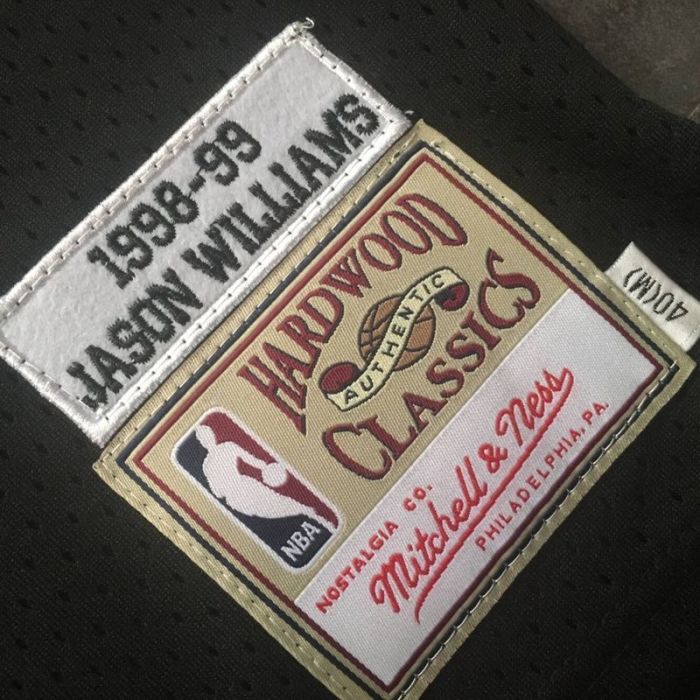 1998-99
JASON WILLIAMS
HARDWOOD
AUTHENTIC
CLASSICS
NBA
NOSTALGIA CO.
Mitchell & Ness
PHILADELPHIA, PA.
40(M)